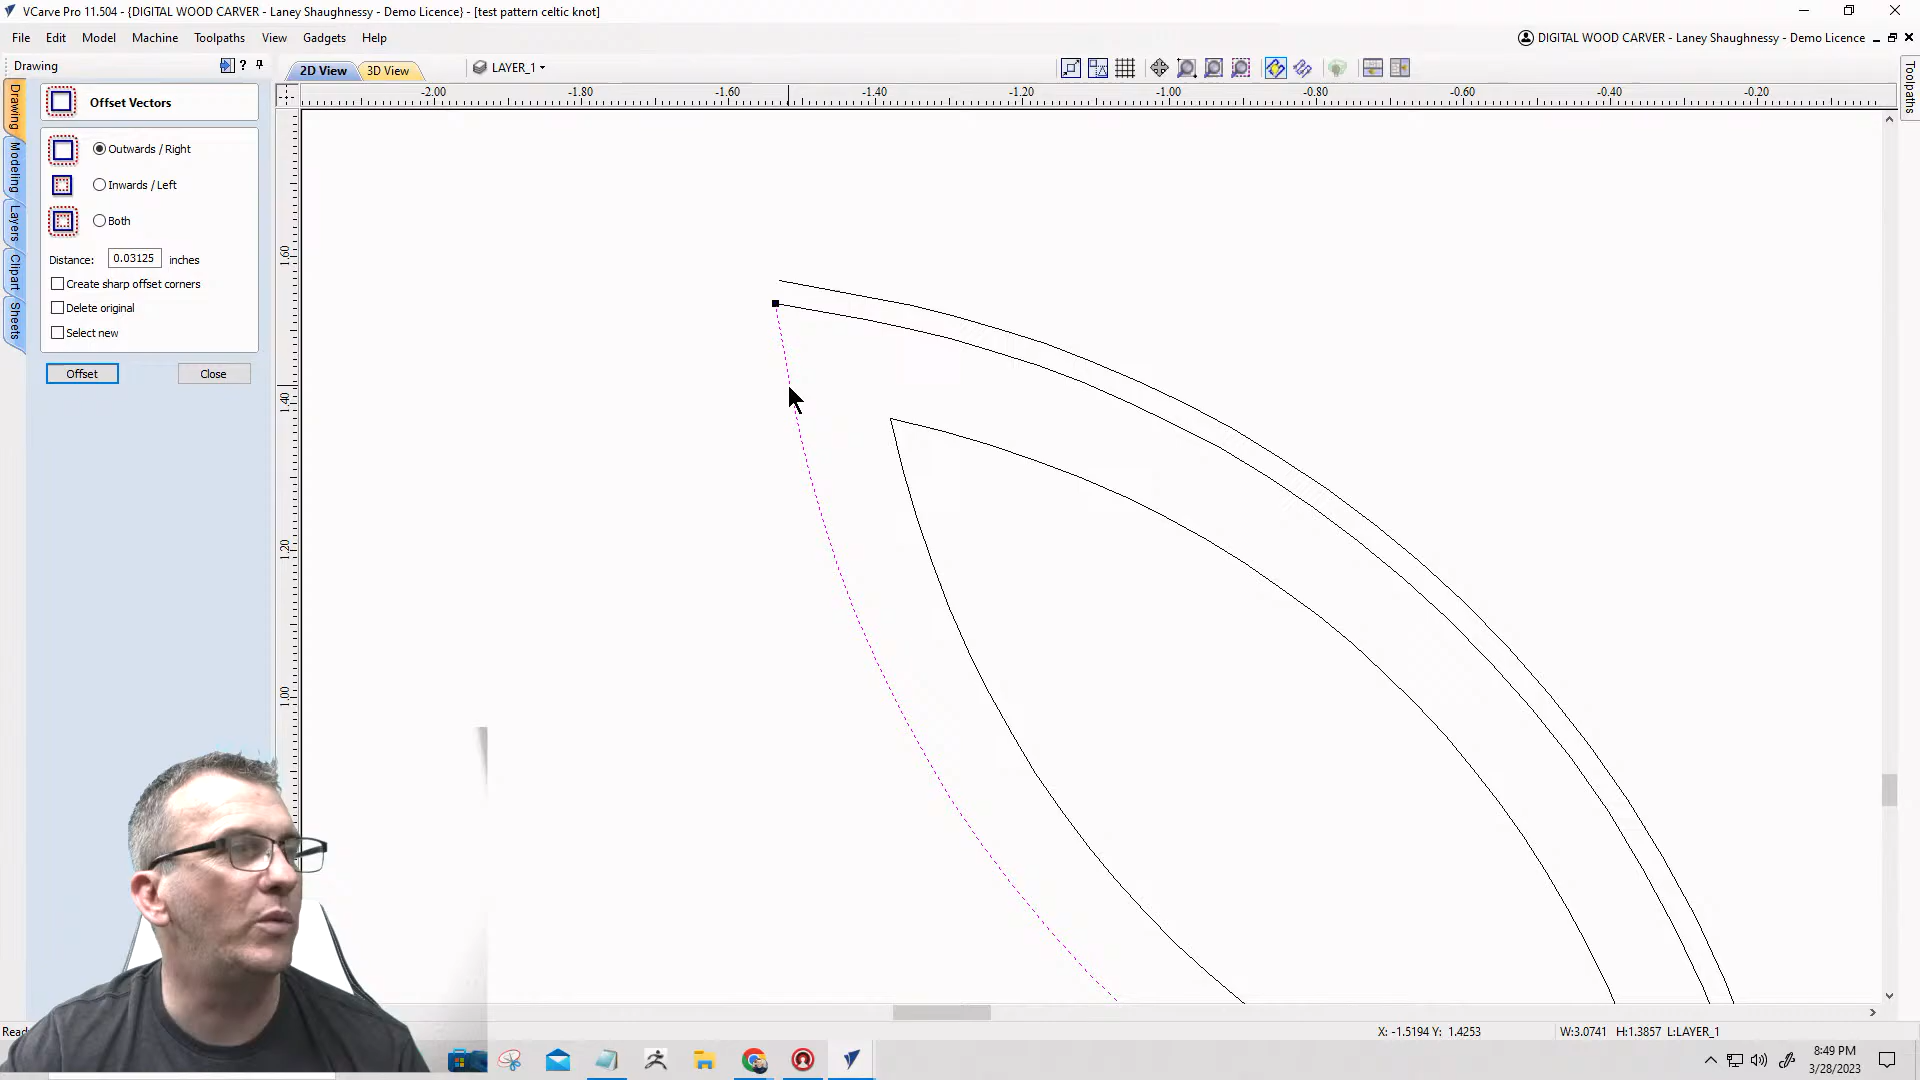 VCarve Pro 11.504 - {DIGITAL WOOD CARVER - Laney Shaughnessy - Demo Licence} - [test pattern celtic knot]
File Edit Model Machine Toolpaths View Gadgets Help
DIGITAL WOOD CARVER - Laney Shaughnessy - Demo Licence
Drawing
2D View
3D View
LAYER_1
-2.00 -1.80 -1.60 -1.40 -1.20 -1.00 -0.80 -0.60 -0.40 -0.20
Toolpaths
Drawing
Modeling
Layers
Clipart
Sheets
Offset Vectors
Outwards / Right
Inwards / Left
Both
Distance: 0.03125 inches
Create sharp offset corners
Delete original
Select new
Offset
Close
1.60
1.40
1.20
1.00
X: -1.5194 Y: 1.4253
W:3.0741 H:1.3857 L:LAYER_1
8:49 PM
3/28/2023